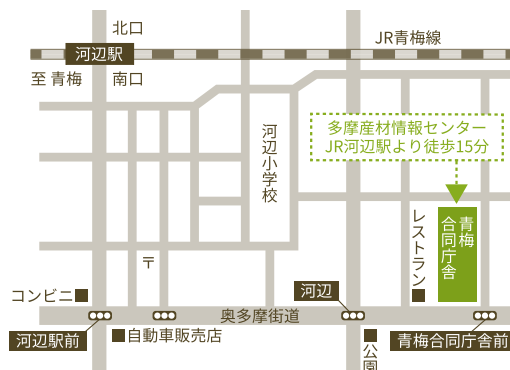 北口
JR青梅線
河辺駅
至 青梅
南口
多摩産材情報センター
JR河辺駅より徒歩15分
河辺小学校
レストラン
青梅
合同庁舎
〒
コンビニ
河辺
奥多摩街道
河辺駅前
自動車販売店
公園
青梅合同庁舎前